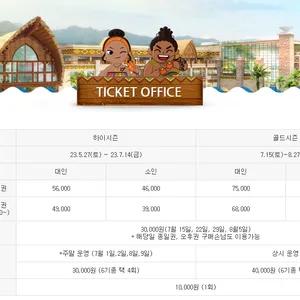 TICKET OFFICE
하이시즌
골드시즌
23.5.27(토) ~ 23.7.14(금)
7.15(토)~8.27
대인
소인
대인
권
56,000
46,000
75,000
권
0~)
49,000
39,000
68,000
30,000원(7월 15일, 22일, 29일, 8월5일)
* 해당일 종일권, 오후권 구매손님도 이용가능
*주말 운영 (7월 1일,2일,8일,9일)
상시 운영
30,000원 (6기종 택 4회)
40,000원 (6기종
10,000원 (1회)